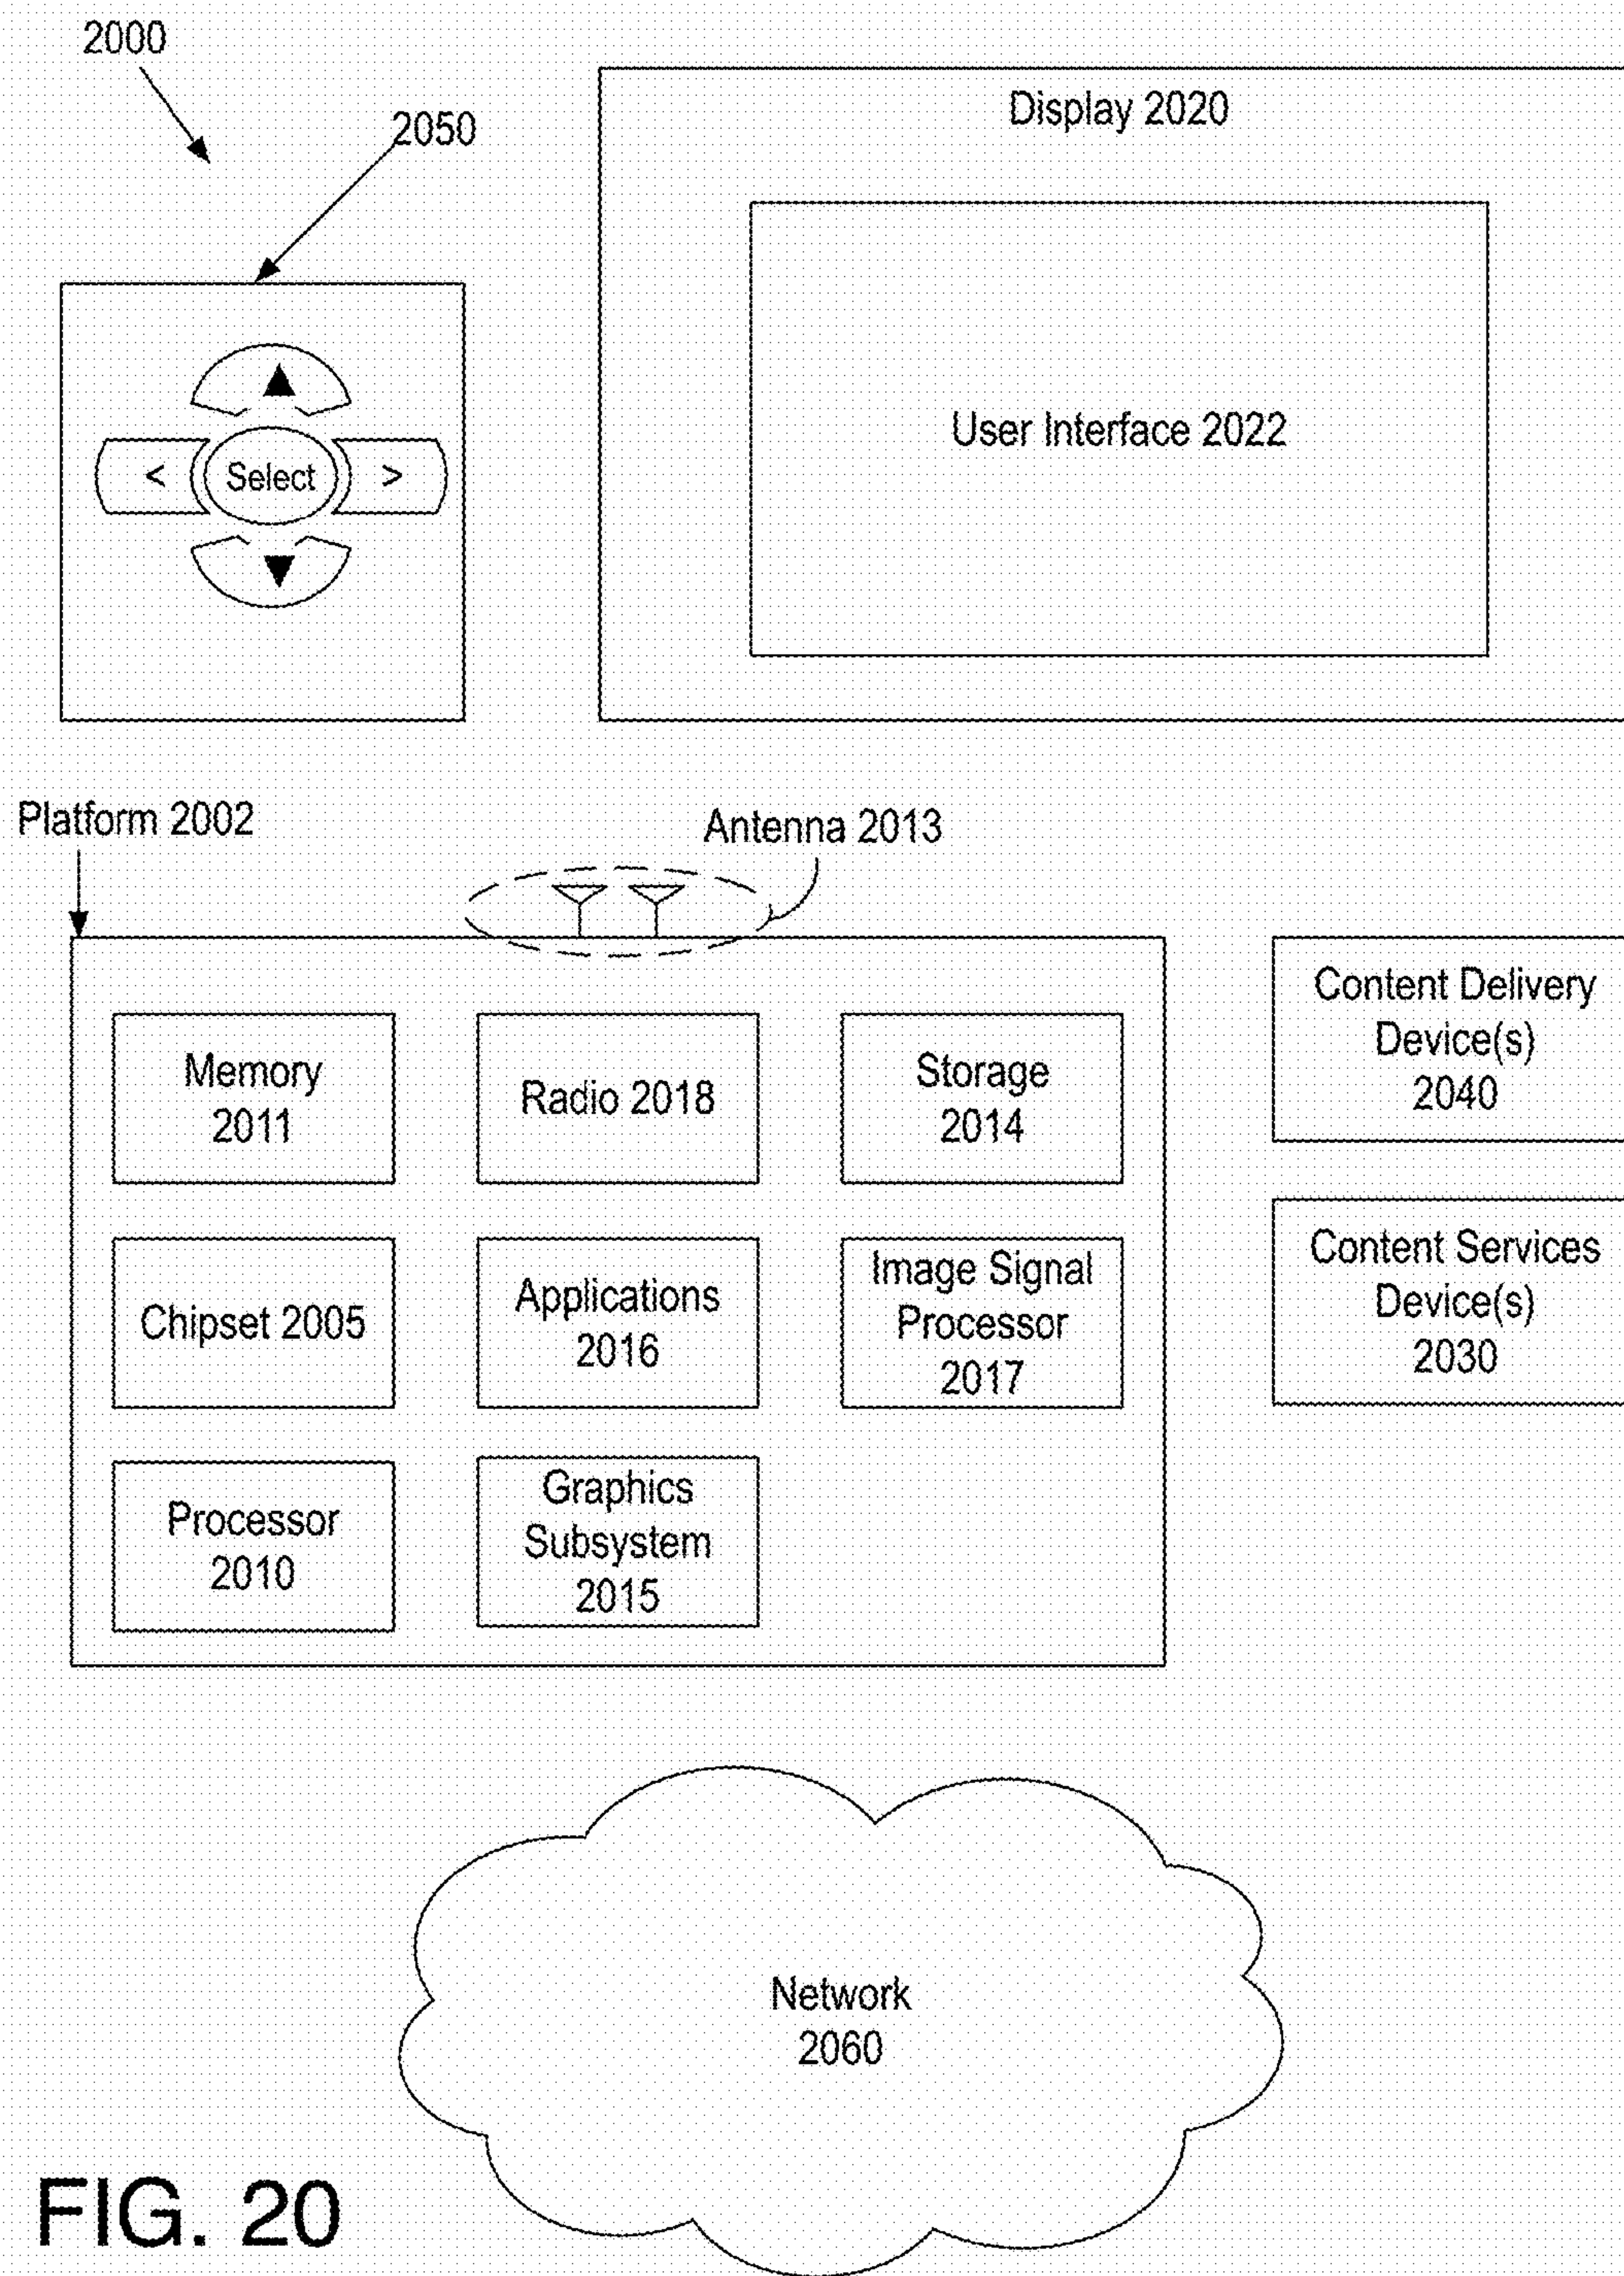 2000
2050
Display 2020
User Interface 2022
<
Select
>
Platform 2002
Antenna 2013
Memory
2011
Radio 2018
Storage
2014
Content Delivery
Device(s)
2040
Chipset 2005
Applications
2016
Image Signal
Processor
2017
Content Services
Device(s)
2030
Processor
2010
Graphics
Subsystem
2015
Network
2060
FIG. 20